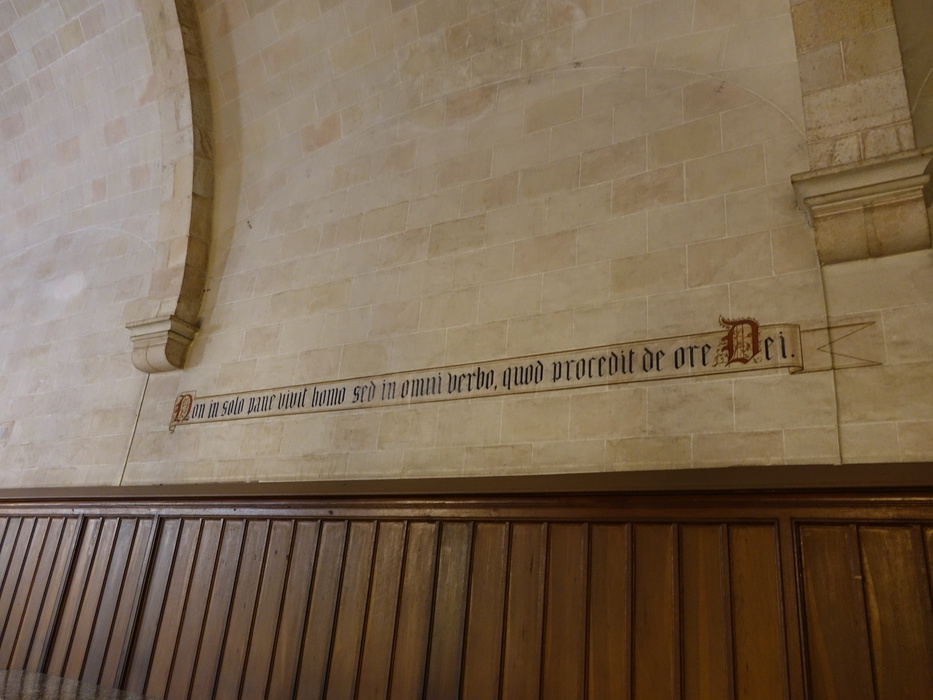 Non in solo pane vivit homo sed in omni verbo, quod procedit de ore Dei.